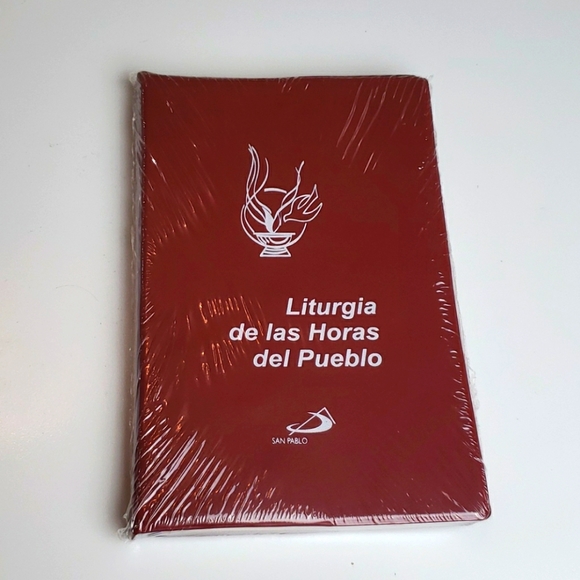 Liturgia
de las Horas
del Pueblo
SAN PABLO